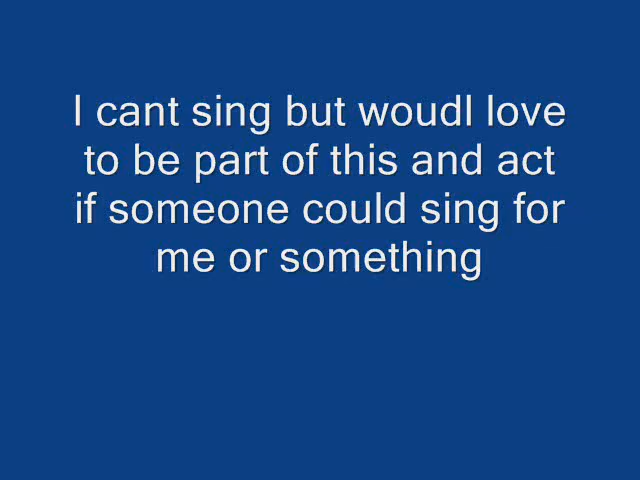 I cant sing but woudl love
to be part of this and act
if someone could sing for
me or something